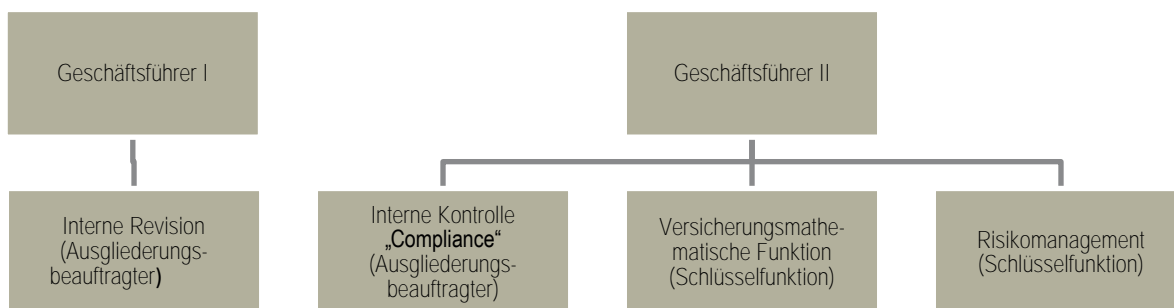 Geschäftsführer I
Geschäftsführer II
Interne Revision
(Ausgliederungs-
beauftragter)
Interne Kontrolle
„Compliance“
(Ausgliederungs-
beauftragter)
Versicherungsmathe-
matische Funktion
(Schlüsselfunktion)
Risikomanagement
(Schlüsselfunktion)